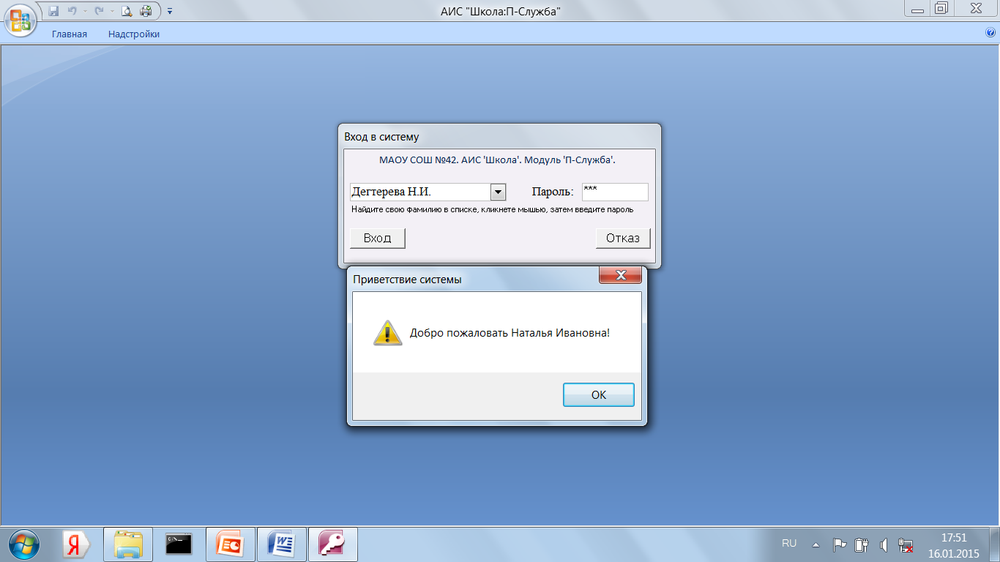 АИС "Школа:П-Служба"
Главная Надстройки
Вход в систему
МАОУ СОШ №42. АИС 'Школа'. Модуль 'П-Служба'.
Дегтерева Н.И. Пароль: ***
Найдите свою фамилию в списке, кликнете мышью, затем введите пароль
Вход Отказ
Приветствие системы
Добро пожаловать Наталья Ивановна!
ОК
C:\_
Я
RU
17:51
16.01.2015